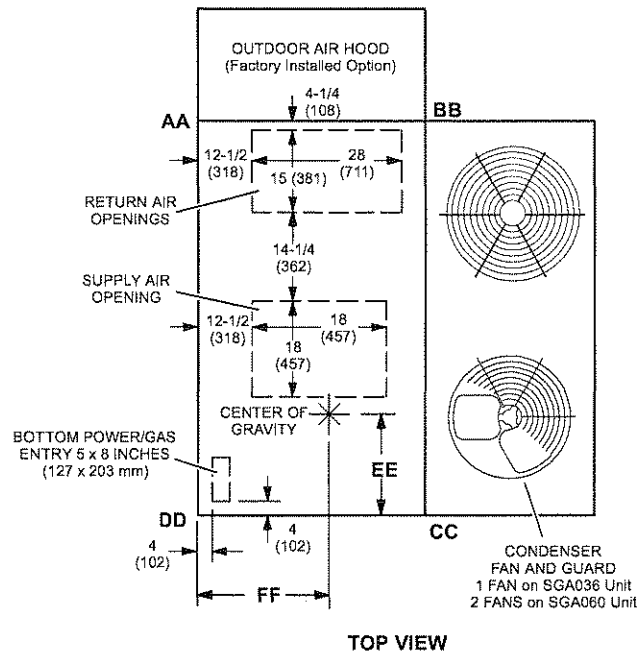 OUTDOOR AIR HOOD
(Factory Installed Option)
4-1/4
(108)
AA
BB
12-1/2
(318)
28
(711)
15 (381)
RETURN AIR
OPENINGS
14-1/4
(362)
SUPPLY AIR
OPENING
12-1/2
(318)
18
(457)
18
(457)
CENTER OF
GRAVITY
BOTTOM POWER/GAS
ENTRY 5 x 8 INCHES
(127 x 203 mm)
EE
DD
CC
4
(102)
4
(102)
FF
CONDENSER
FAN AND GUARD
1 FAN on SGA036 Unit
2 FANS on SGA060 Unit
TOP VIEW